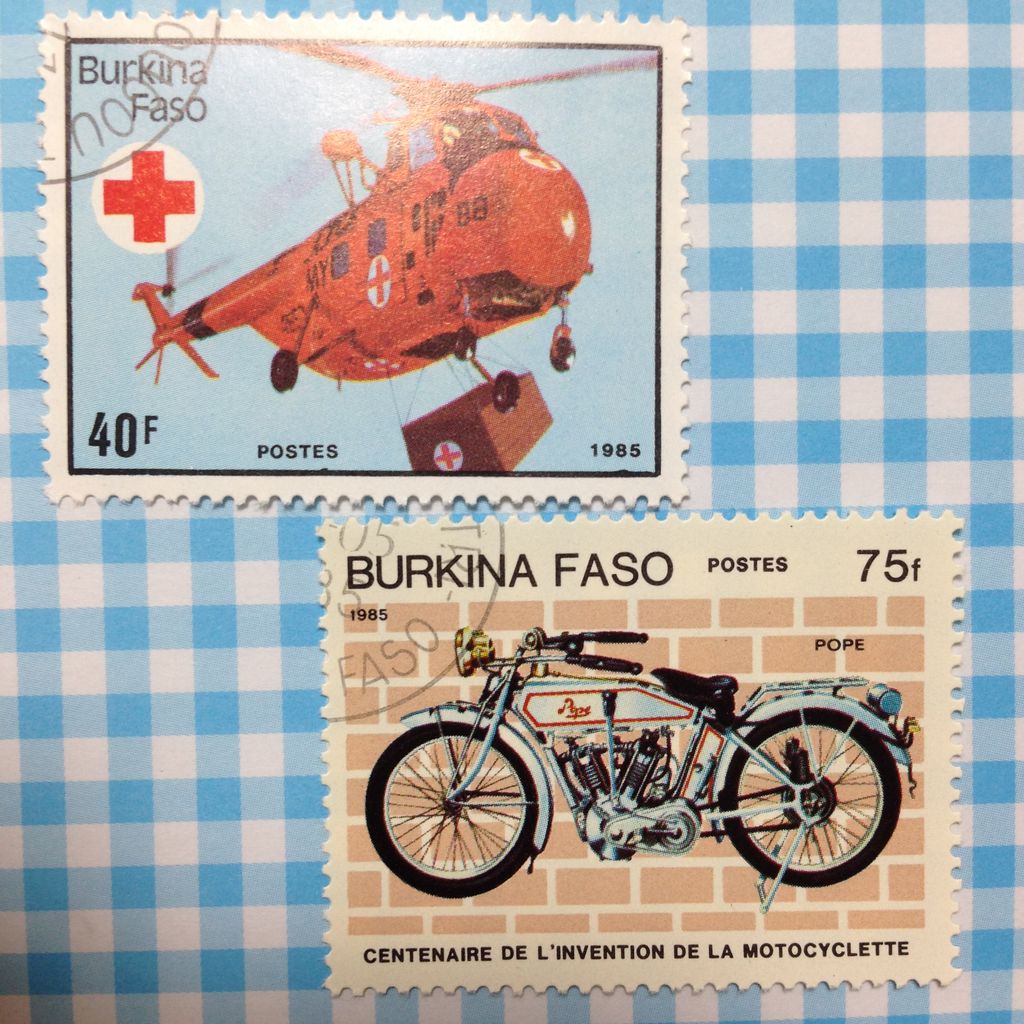 Burkina
Faso
40F
POSTES
1985
88
BURKINA FASO
POSTES
75f
1985
FASO
POPE
Pope
CENTENAIRE DE L'INVENTION DE LA MOTOCYCLETTE